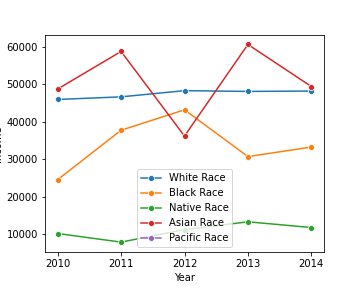 60000
50000
40000
30000
20000
10000
White Race
Black Race
Native Race
Asian Race
Pacific Race
2010 2011 2012 2013 2014
Year